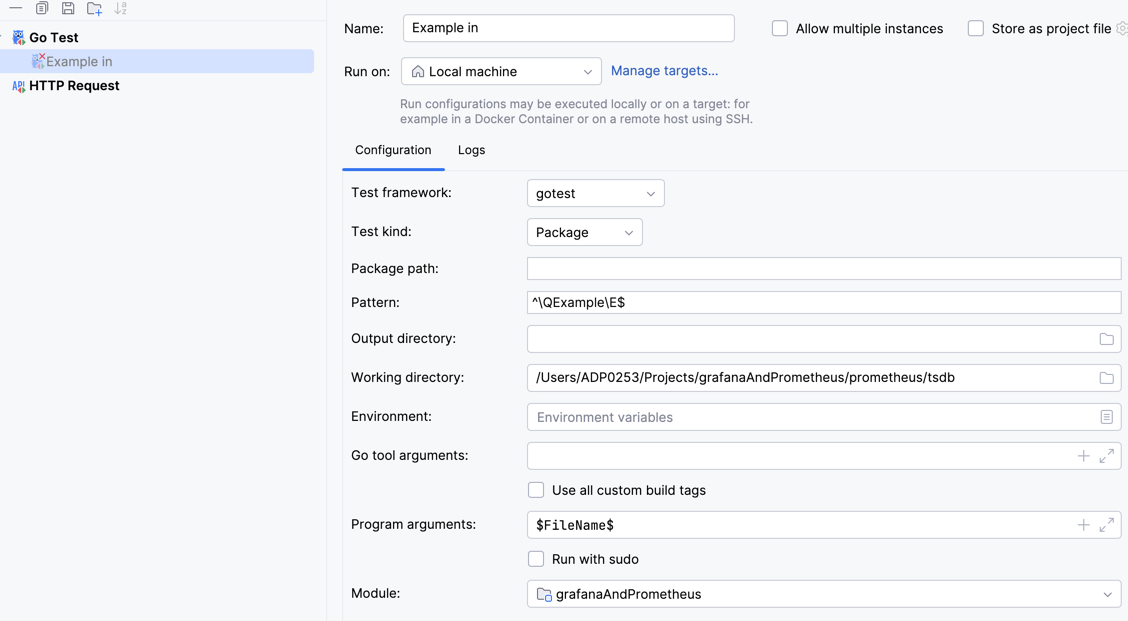 Go Test
Example in
HTTP Request
Name:
Example in
Allow multiple instances
Store as project file
Run on:
Local machine
Manage targets...
Run configurations may be executed locally or on a target: for
example in a Docker Container or on a remote host using SSH.
Configuration
Logs
Test framework:
gotest
Test kind:
Package
Package path:
Pattern:
^\QExample\E$
Output directory:
Working directory:
/Users/ADP0253/Projects/grafanaAndPrometheus/prometheus/tsdb
Environment:
Environment variables
Go tool arguments:
Use all custom build tags
Program arguments:
$FileName$
Run with sudo
Module:
grafanaAndPrometheus